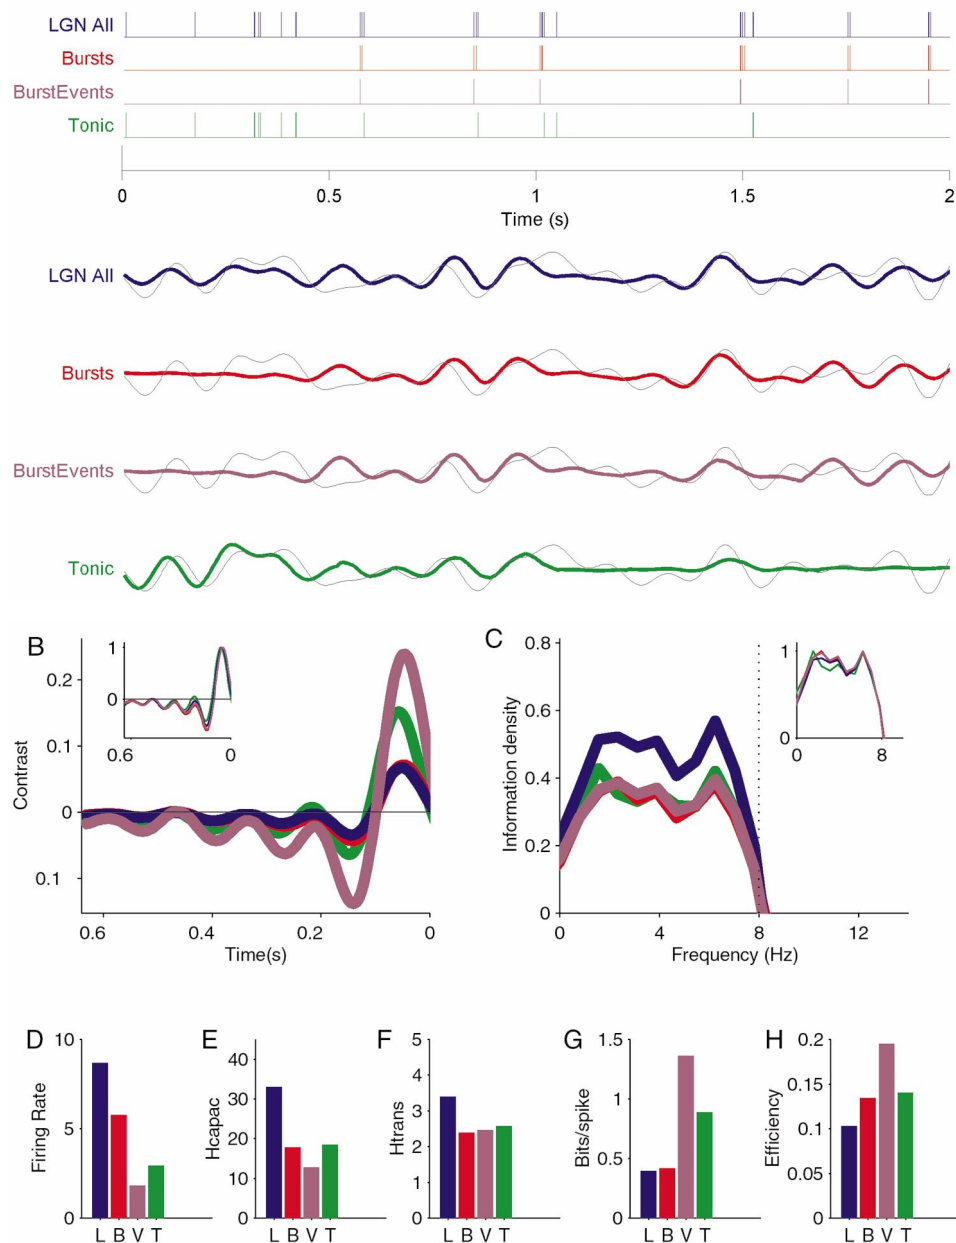 LGN All
Bursts
BurstEvents
Tonic
0 0.5 1 1.5 2
Time (s)
LGN All
Bursts
BurstEvents
Tonic
B
1
0
0.6 0
0.2
0.1
0
0.1
Contrast
0.6 0.4 0.2 0
Time(s)
C
0.8
0.6
0.4
0.2
0
Information density
1
0
0 8
0 4 8 12
Frequency (Hz)
D
10
5
0
Firing Rate
L B V T
E
40
30
20
10
0
Hcapac
L B V T
F
5
4
3
2
1
0
Htrans
L B V T
G
1.5
1
0.5
0
Bits/spike
L B V T
H
0.2
0.15
0.1
0.05
0
Efficiency
L B V T